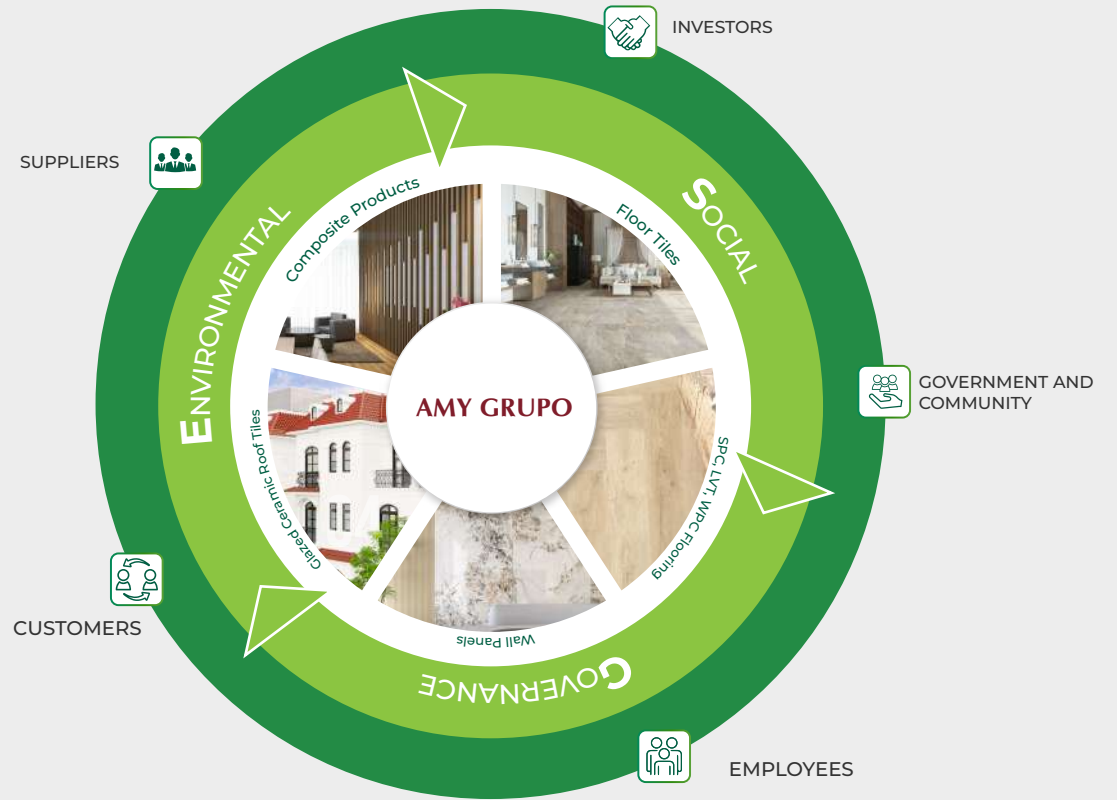 INVESTORS
SUPPLIERS
Composite Products
Floor Tiles
ENVIRONMENTAL
SOCIAL
AMY GRUPO
GOVERNMENT AND
COMMUNITY
Glazed Ceramic Roof Tiles
SPC, LVT, WPC Flooring
Wall Panels
GOVERNANCE
CUSTOMERS
EMPLOYEES